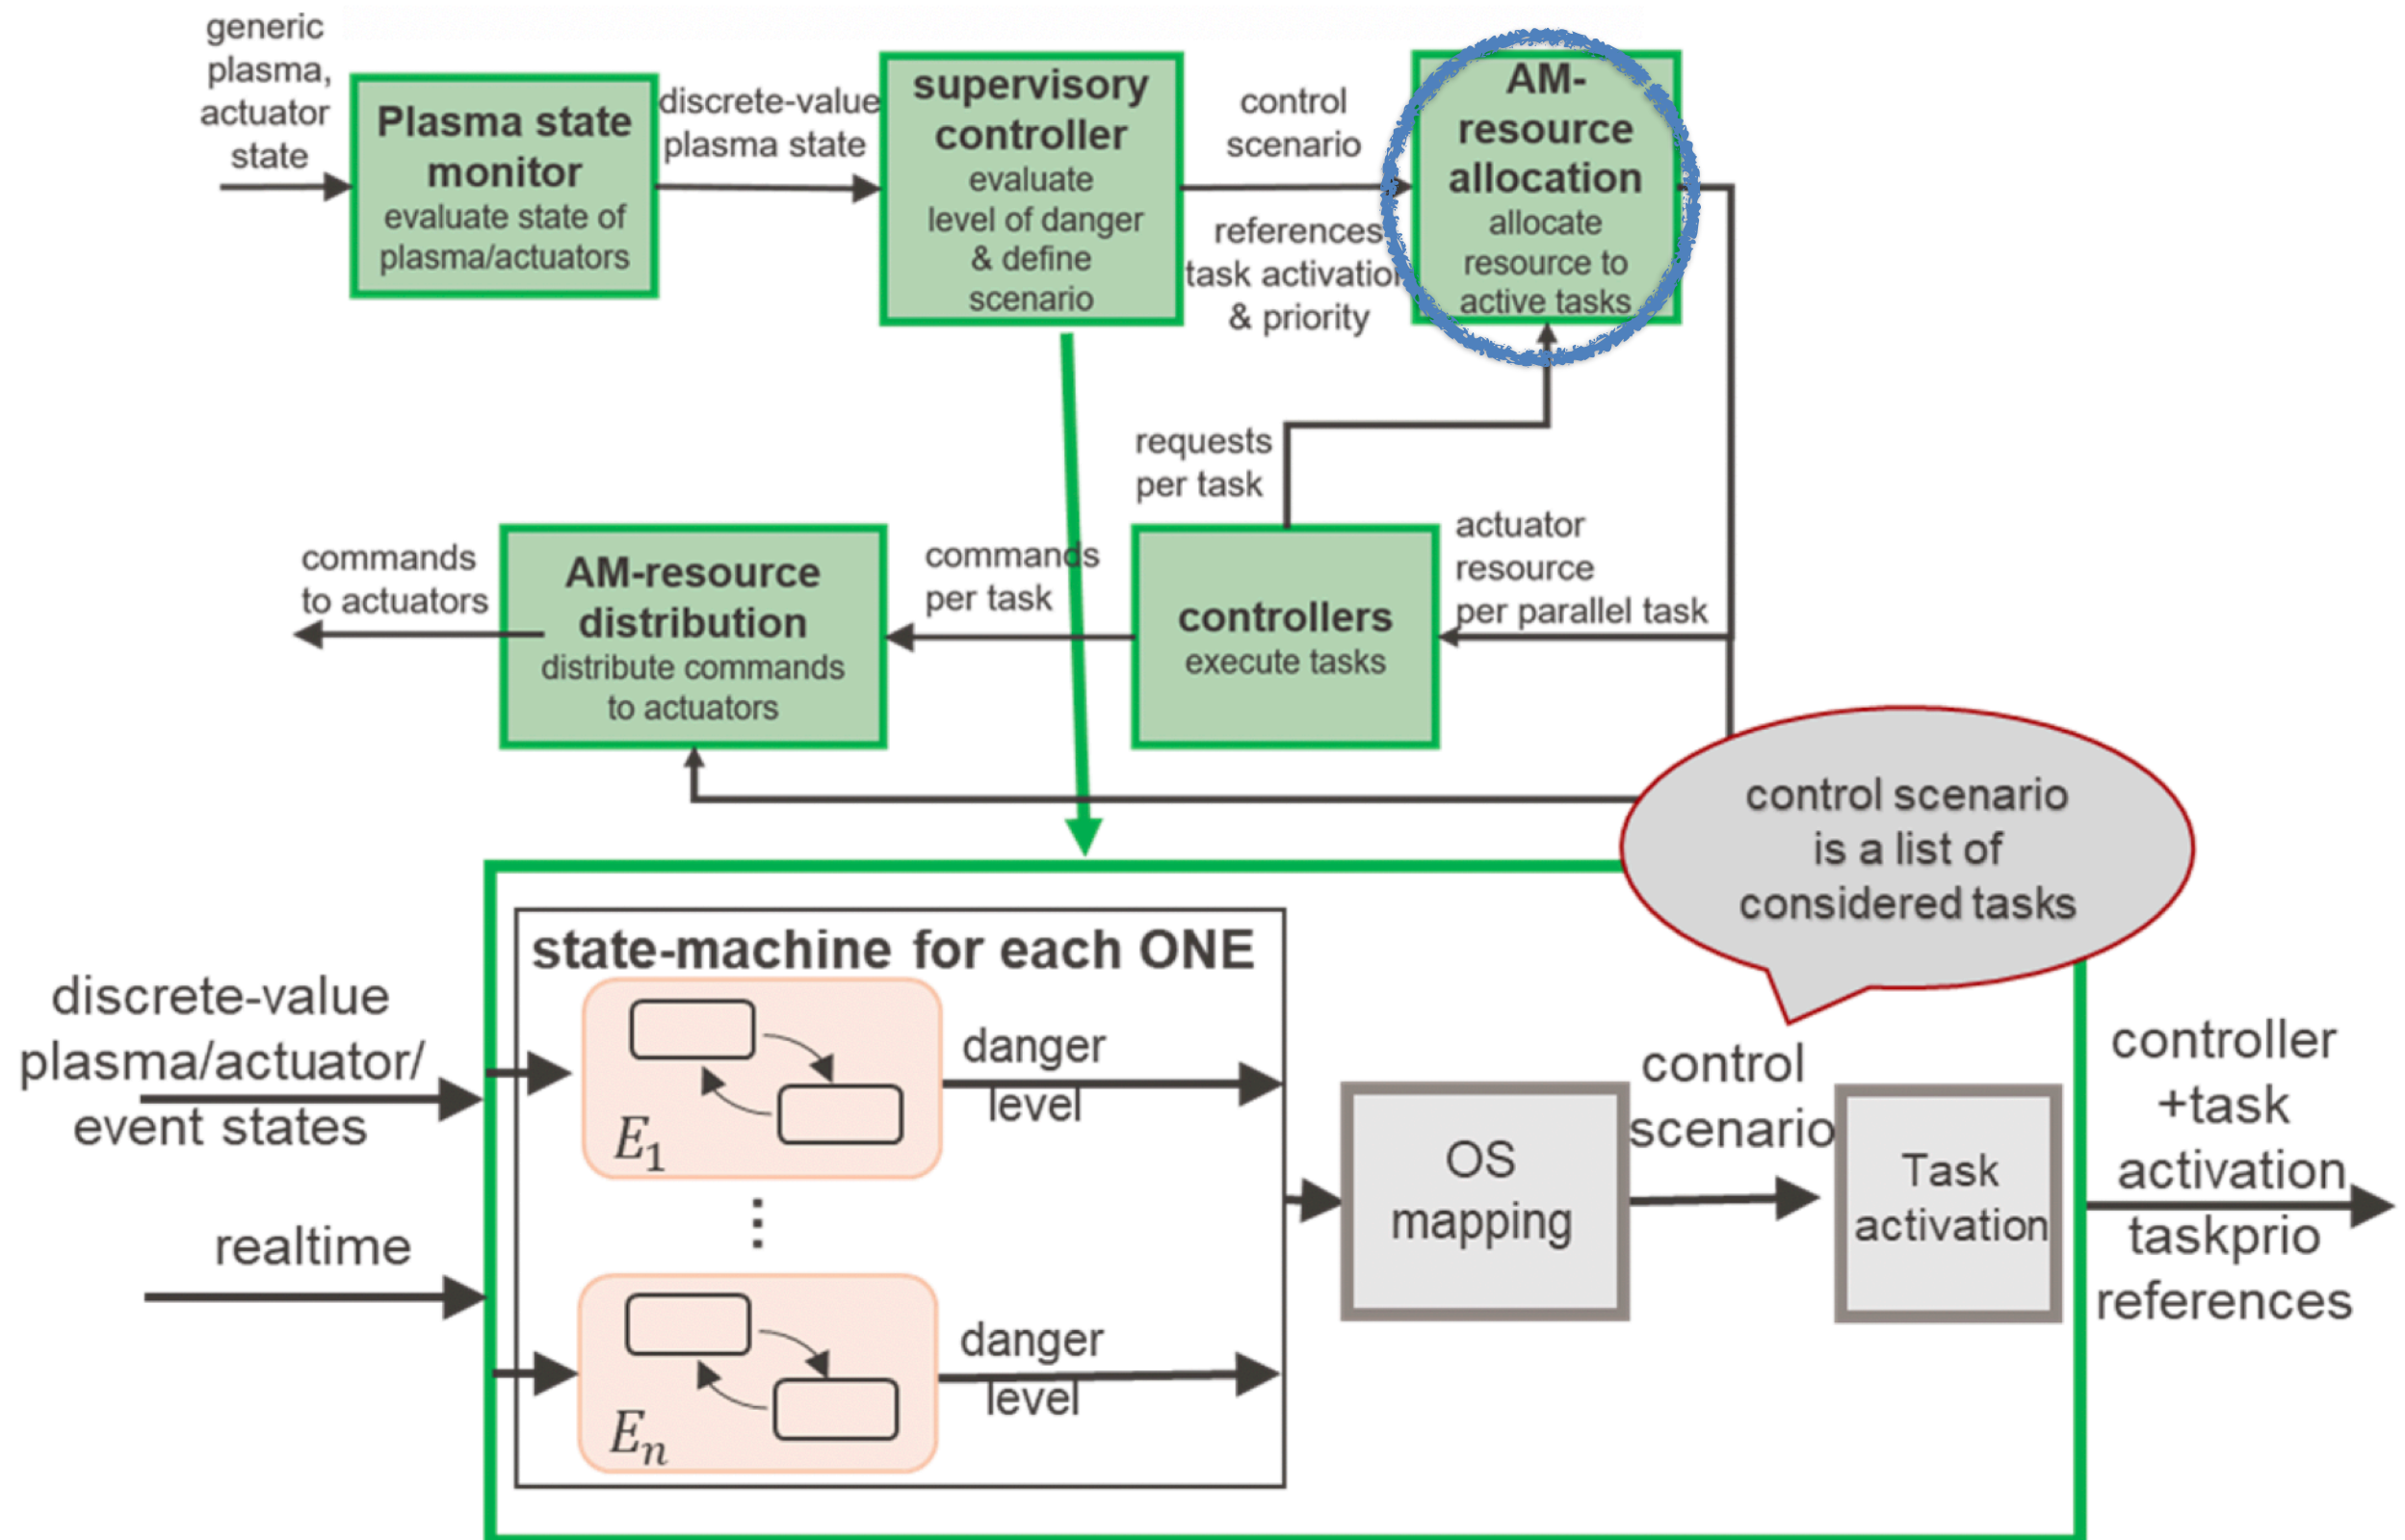 generic
plasma,
actuator
state
Plasma state
monitor
evaluate state of
plasma/actuators
discrete-value
plasma state
supervisory
controller
evaluate
level of danger
& define
scenario
control
scenario
references
task activation
& priority
AM-
resource
allocation
allocate
resource to
active tasks
requests
per task
commands
to actuators
AM-resource
distribution
distribute commands
to actuators
commands
per task
controllers
execute tasks
actuator
resource
per parallel task
control scenario
is a list of
considered tasks
discrete-value
plasma/actuator/
event states
realtime
state-machine for each ONE
E₁
danger
level
⋮
Eₙ
danger
level
OS
mapping
control
scenario
Task
activation
controller
+task
activation
taskprio
references